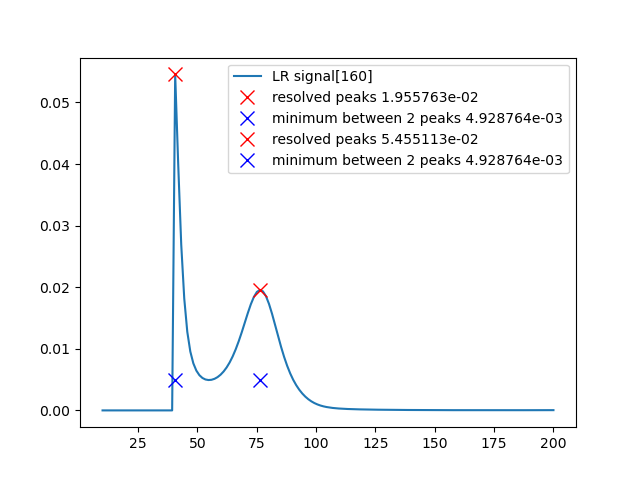 LR signal[160]
resolved peaks 1.955763e-02
minimum between 2 peaks 4.928764e-03
resolved peaks 5.455113e-02
minimum between 2 peaks 4.928764e-03
0.05
0.04
0.03
0.02
0.01
0.00
25 50 75 100 125 150 175 200